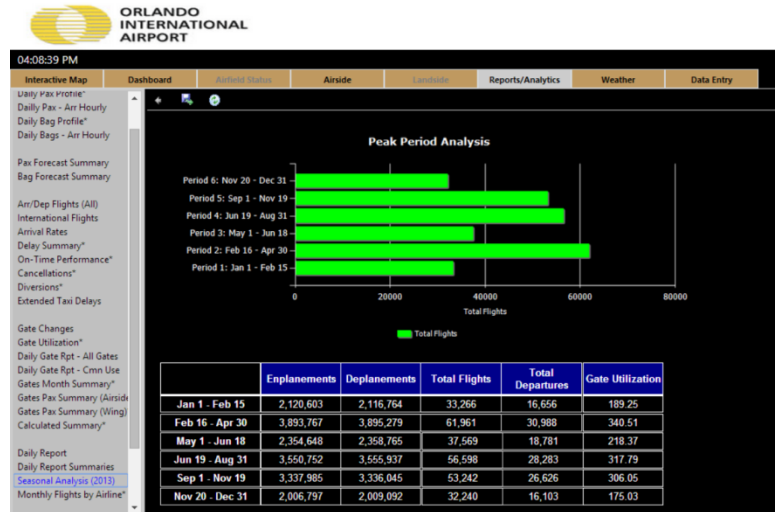 ORLANDO
INTERNATIONAL
AIRPORT
04:08:39 PM
Interactive Map Dashboard Airfield Status Airside Landside Reports/Analytics Weather Data Entry
Daily Pax Profile*
Dailly Pax - Arr Hourly
Daily Bag Profile*
Daily Bags - Arr Hourly
Pax Forecast Summary
Bag Forecast Summary
Arr/Dep Flights (All)
International Flights
Arrival Rates
Delay Summary*
On-Time Performance*
Cancellations*
Diversions*
Extended Taxi Delays
Gate Changes
Gate Utilization*
Daily Gate Rpt - All Gates
Daily Gate Rpt - Cmn Use
Gates Month Summary*
Gates Pax Summary (Airside
Gates Pax Summary (Wing)
Calculated Summary*
Daily Report
Daily Report Summaries
Seasonal Analysis (2013)
Monthly Flights by Airline*
Peak Period Analysis
Period 6: Nov 20 - Dec 31
Period 5: Sep 1 - Nov 19
Period 4: Jun 19 - Aug 31
Period 3: May 1 - Jun 18
Period 2: Feb 16 - Apr 30
Period 1: Jan 1 - Feb 15
0 20000 40000 60000 80000
Total Flights
Total Flights
Enplanements Deplanements Total Flights Total Departures Gate Utilization
Jan 1 - Feb 15 2,120,603 2,116,764 33,266 16,656 189.25
Feb 16 - Apr 30 3,893,767 3,895,279 61,961 30,988 340.51
May 1 - Jun 18 2,354,648 2,358,765 37,569 18,781 218.37
Jun 19 - Aug 31 3,550,752 3,555,937 56,598 28,283 317.79
Sep 1 - Nov 19 3,337,985 3,336,045 53,242 26,626 306.05
Nov 20 - Dec 31 2,006,797 2,009,092 32,240 16,103 175.03